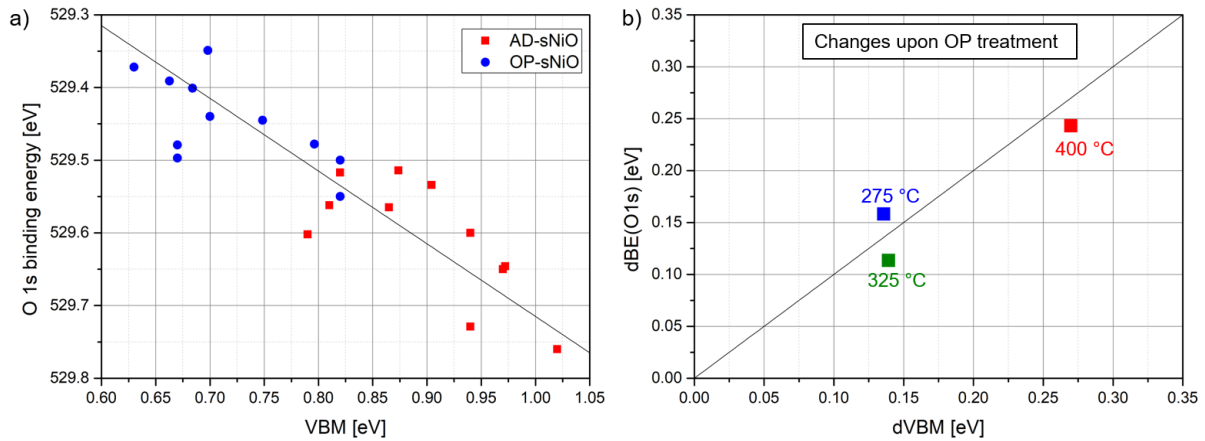 a)
529.3
529.4
529.5
529.6
529.7
529.8
O 1s binding energy [eV]
AD-sNiO
OP-sNiO
0.60 0.65 0.70 0.75 0.80 0.85 0.90 0.95 1.00 1.05
VBM [eV]
b)
0.35
0.30
0.25
0.20
0.15
0.10
0.05
0.00
dBE(O1s) [eV]
Changes upon OP treatment
400 °C
275 °C
325 °C
0.00 0.05 0.10 0.15 0.20 0.25 0.30 0.35
dVBM [eV]